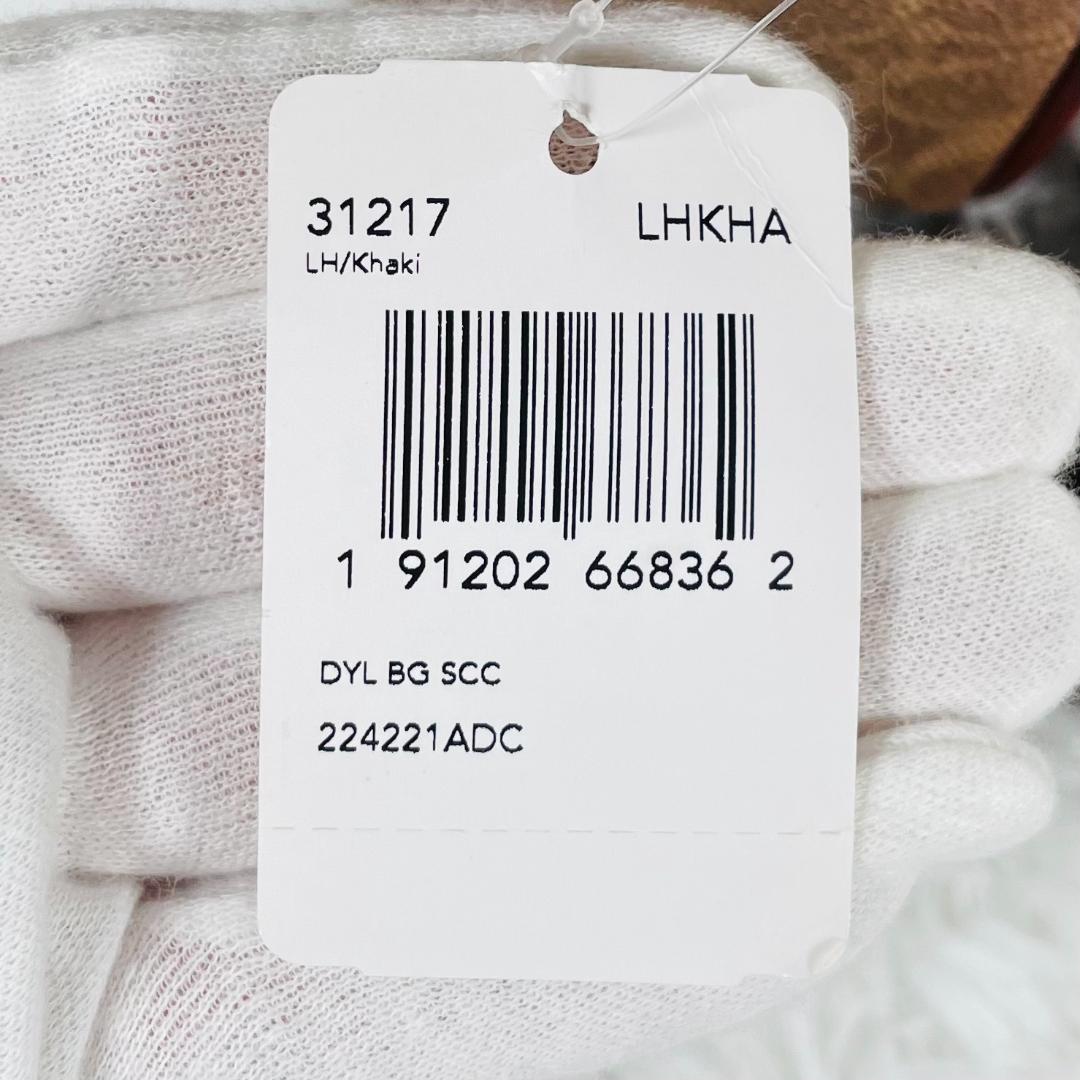 31217 LHKHA
LH/Khaki
1 91202 66836 2
DYL BG SCC
224221ADC